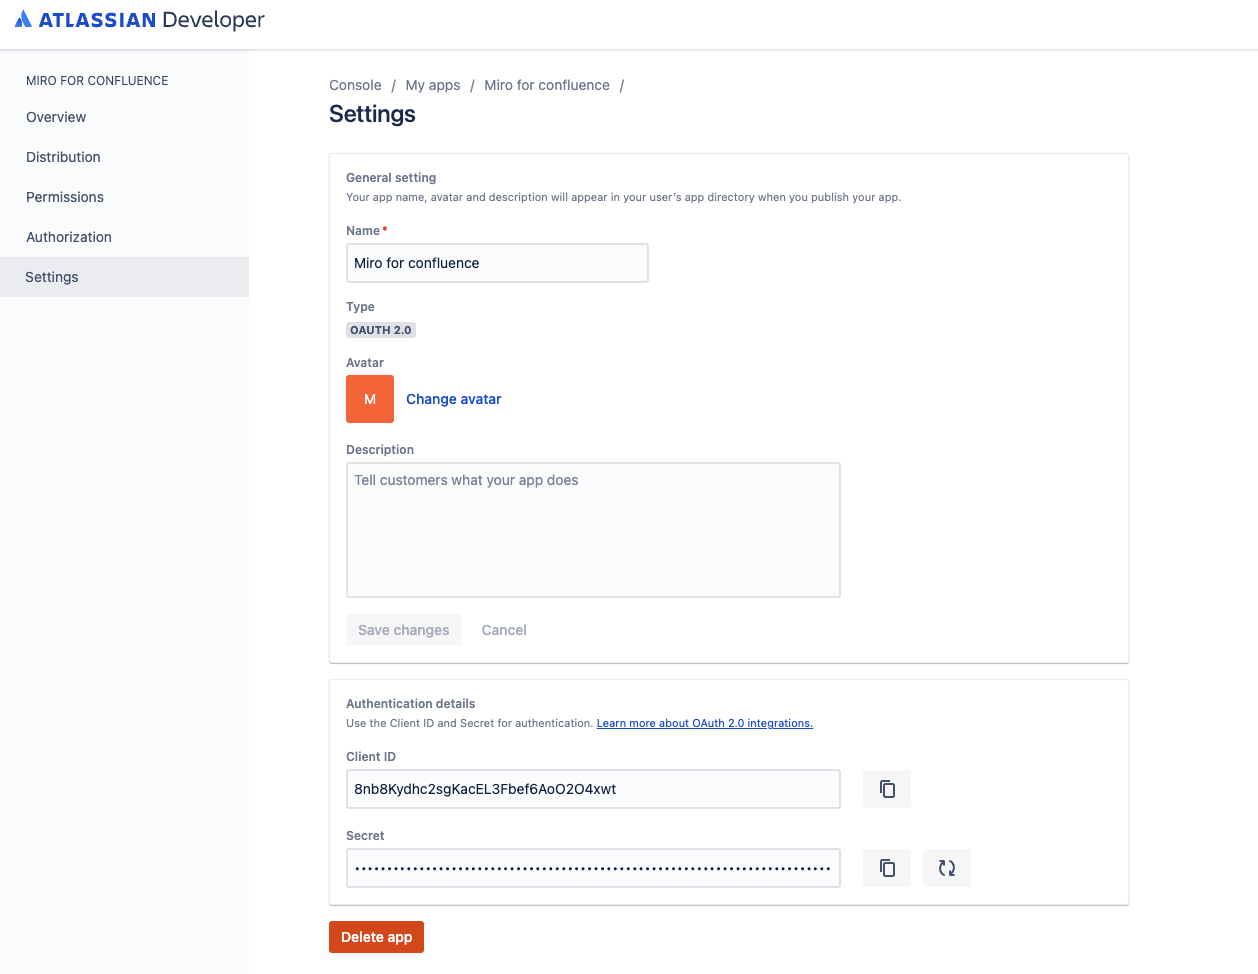 ATLASSIAN Developer
MIRO FOR CONFLUENCE
Overview
Distribution
Permissions
Authorization
Settings
Console / My apps / Miro for confluence /
Settings
General setting
Your app name, avatar and description will appear in your user's app directory when you publish your app.
Name*
Miro for confluence
Type
OAUTH 2.0
Avatar
M
Change avatar
Description
Tell customers what your app does
Save changes Cancel
Authentication details
Use the Client ID and Secret for authentication. Learn more about OAuth 2.0 integrations.
Client ID
8nb8Kydhc2sgKacEL3Fbef6AoO2O4xwt
Secret
Delete app